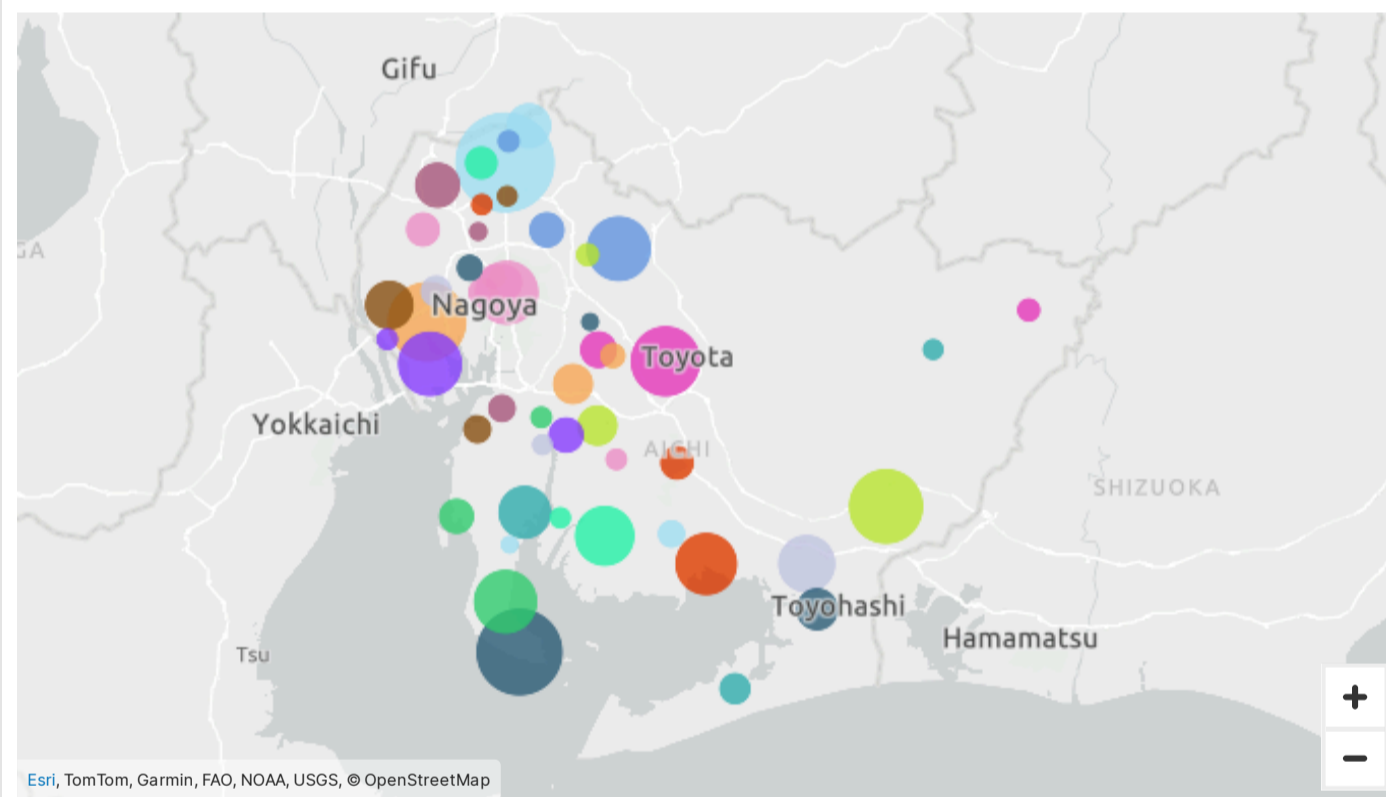 Gifu
GA
Nagoya
Toyota
Yokkaichi
AICHI
SHIZUOKA
Toyohashi
Hamamatsu
Tsu
+
−
Esri, TomTom, Garmin, FAO, NOAA, USGS, © OpenStreetMap